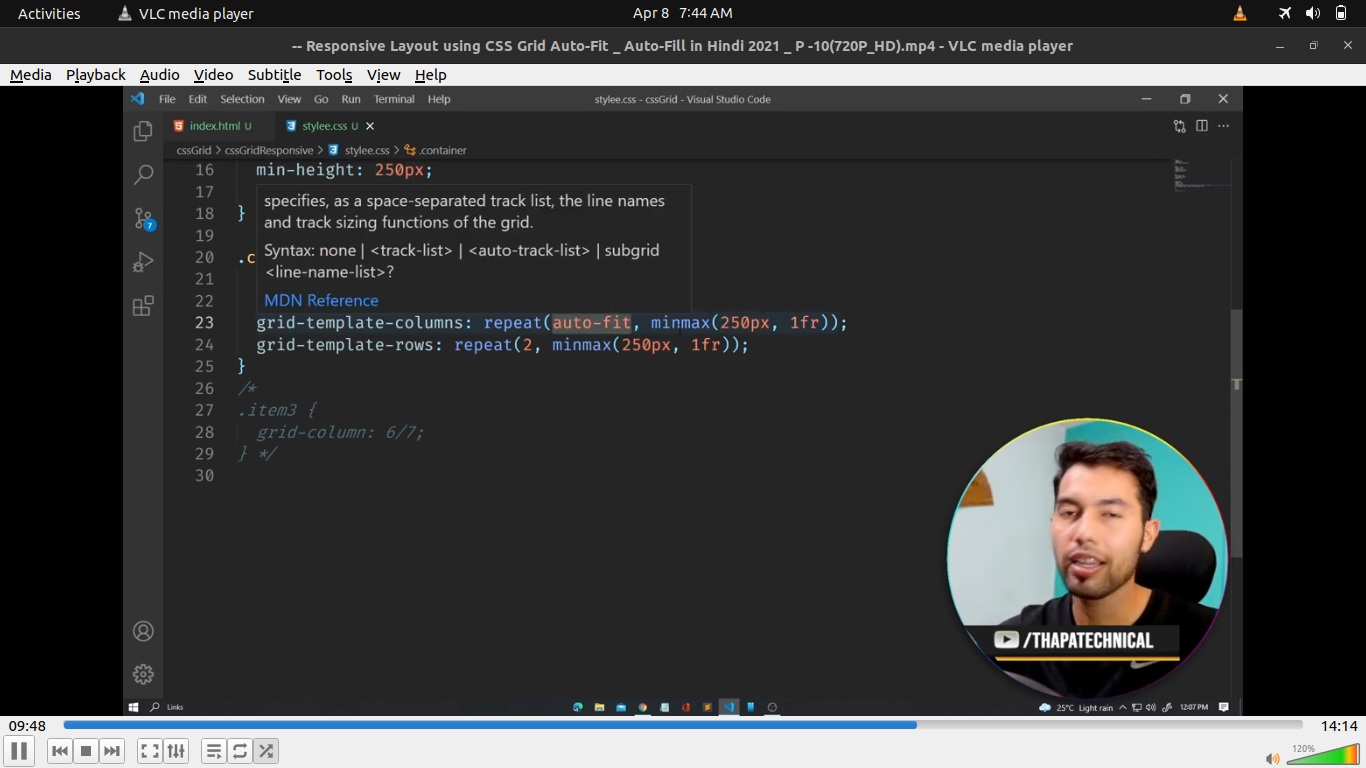 Activities
VLC media player
Apr 8 7:44 AM
-- Responsive Layout using CSS Grid Auto-Fit _ Auto-Fill in Hindi 2021 _ P -10(720P_HD).mp4 - VLC media player
Media Playback Audio Video Subtitle Tools View Help
File Edit Selection View Go Run Terminal Help
stylee.css - cssGrid - Visual Studio Code
index.html U
stylee.css U
cssGrid > cssGridResponsive > stylee.css > .container
16 min-height: 250px;
17
18 }
19
20 .c
21
22
specifies, as a space-separated track list, the line names
and track sizing functions of the grid.
Syntax: none | <track-list> | <auto-track-list> | subgrid
<line-name-list>?
MDN Reference
23 grid-template-columns: repeat(auto-fit, minmax(250px, 1fr));
24 grid-template-rows: repeat(2, minmax(250px, 1fr));
25 }
26 /*
27 .item3 {
28 grid-column: 6/7;
29 } */
30
7
/THAPATECHNICAL
Links
25°C Light rain
12:07 PM
09:48
14:14
120%